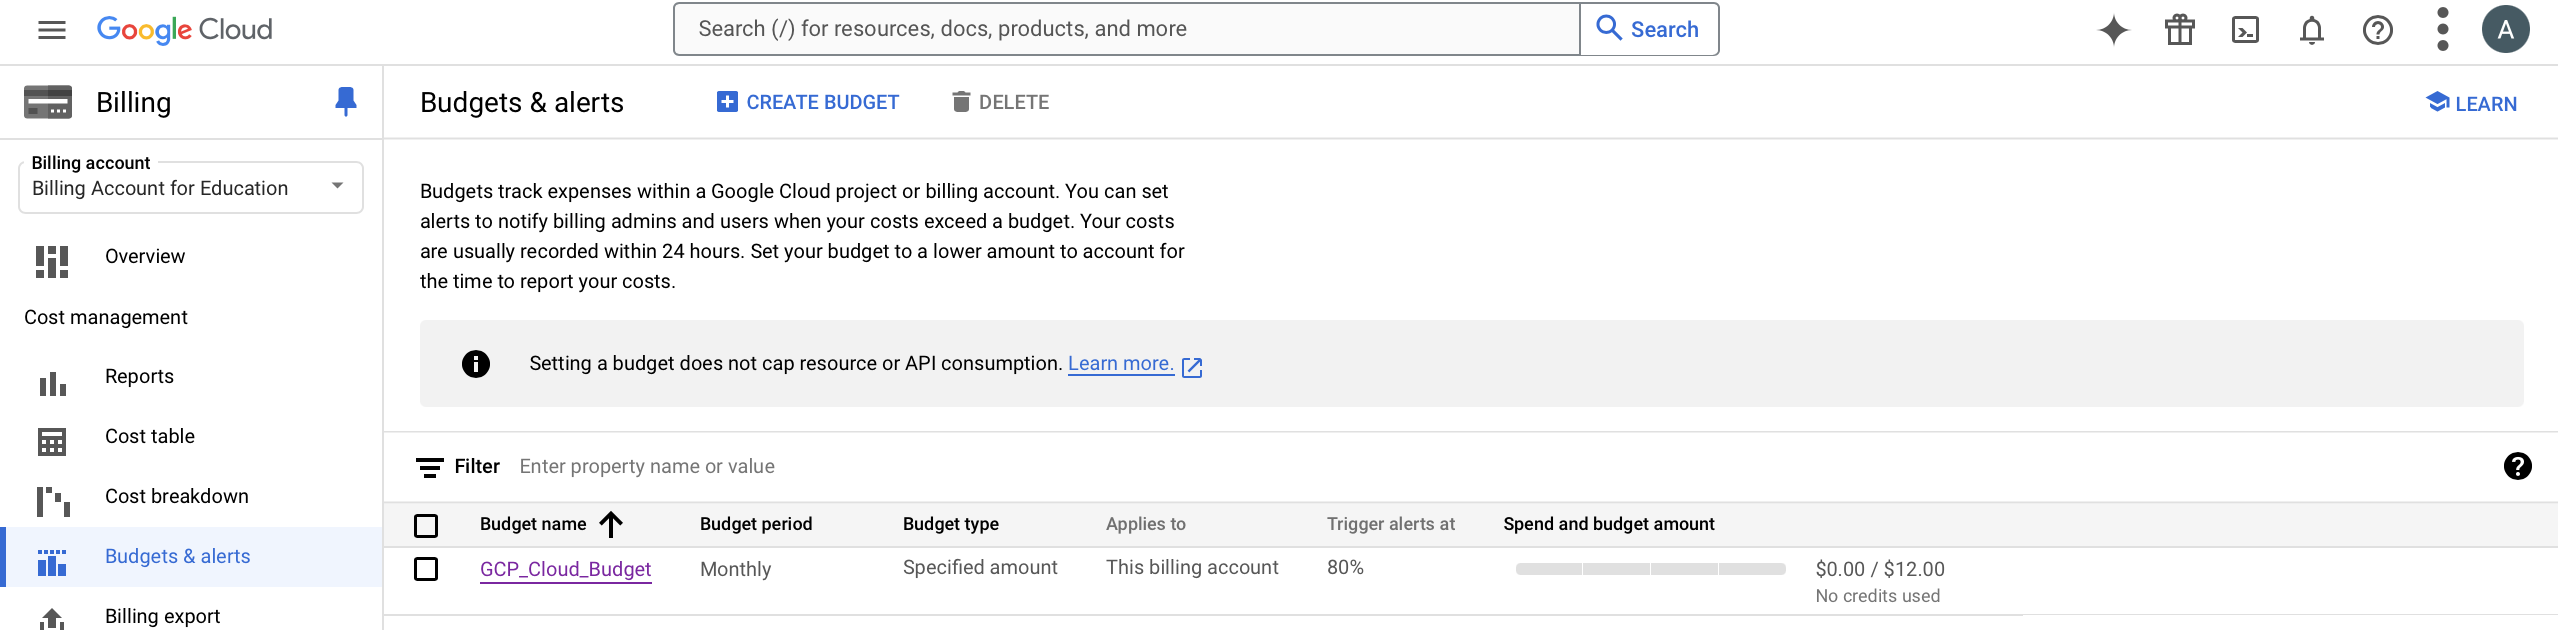 Google Cloud
Search (/) for resources, docs, products, and more
Search
A
Billing
Billing account
Billing Account for Education
Overview
Cost management
Reports
Cost table
Cost breakdown
Budgets & alerts
Billing export
Budgets & alerts
CREATE BUDGET
DELETE
LEARN
Budgets track expenses within a Google Cloud project or billing account. You can set
alerts to notify billing admins and users when your costs exceed a budget. Your costs
are usually recorded within 24 hours. Set your budget to a lower amount to account for
the time to report your costs.
Setting a budget does not cap resource or API consumption. Learn more.
Filter Enter property name or value
Budget name Budget period Budget type Applies to Trigger alerts at Spend and budget amount
GCP_Cloud_Budget Monthly Specified amount This billing account 80% $0.00 / $12.00
No credits used